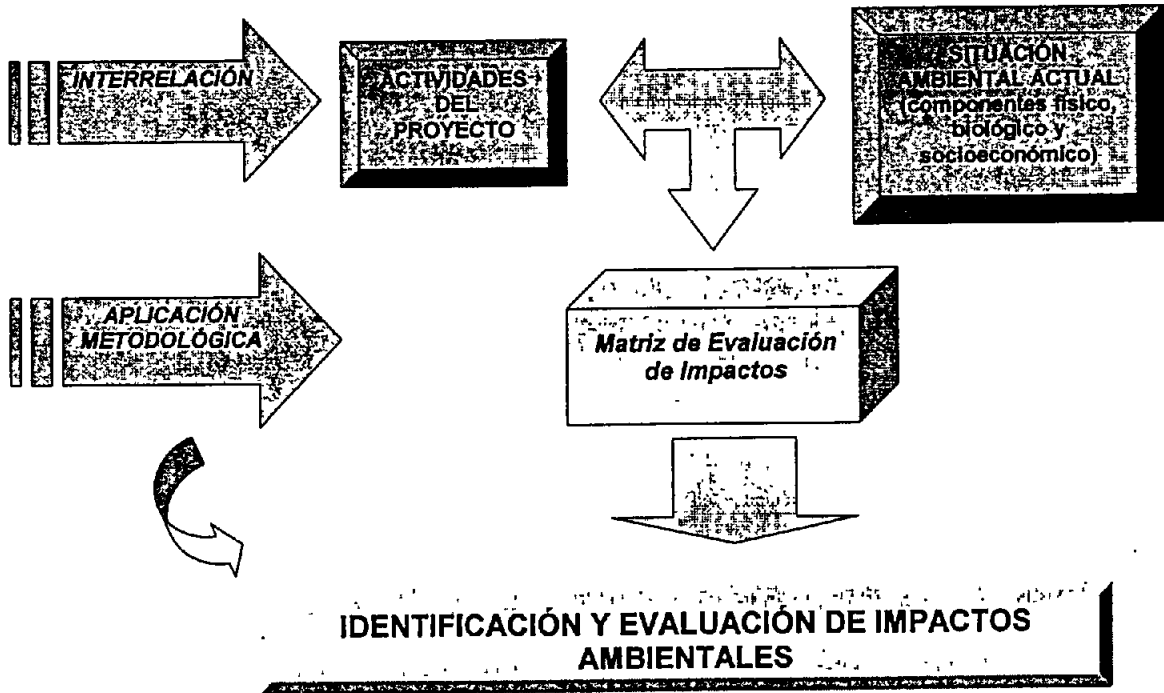 INTERRELACIÓN
ACTIVIDADES
DEL
PROYECTO
SITUACIÓN
AMBIENTAL ACTUAL
(componentes físico,
biológico y
socioeconómico)
APLICACIÓN
METODOLÓGICA
Matriz de Evaluación
de Impactos
IDENTIFICACIÓN Y EVALUACIÓN DE IMPACTOS
AMBIENTALES